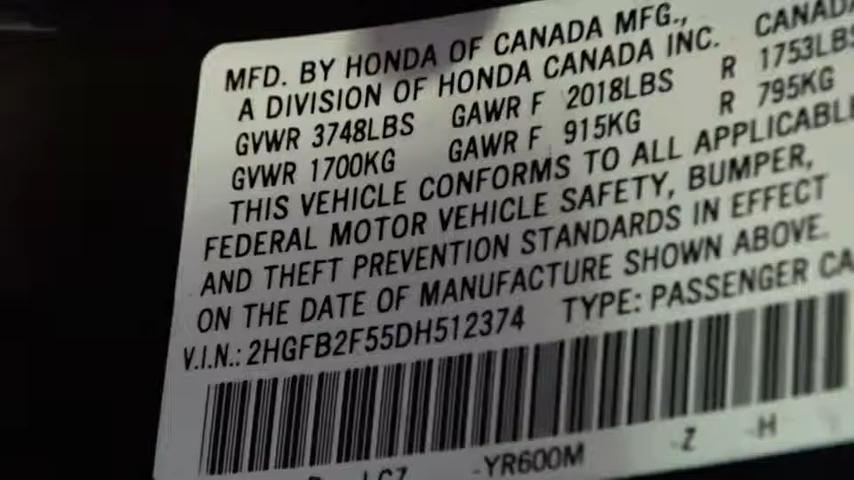 MFD. BY HONDA OF CANADA MFG.,
A DIVISION OF HONDA CANADA INC.
GVWR 3748LBS GAWR F 2018LBS R 1753LBS
GVWR 1700KG GAWR F 915KG R 795KG
THIS VEHICLE CONFORMS TO ALL APPLICABL
FEDERAL MOTOR VEHICLE SAFETY, BUMPER,
AND THEFT PREVENTION STANDARDS IN EFFECT
ON THE DATE OF MANUFACTURE SHOWN ABOVE.
V.I.N.: 2HGFB2F55DH512374 TYPE: PASSENGER CA
-YR600M -Z -H